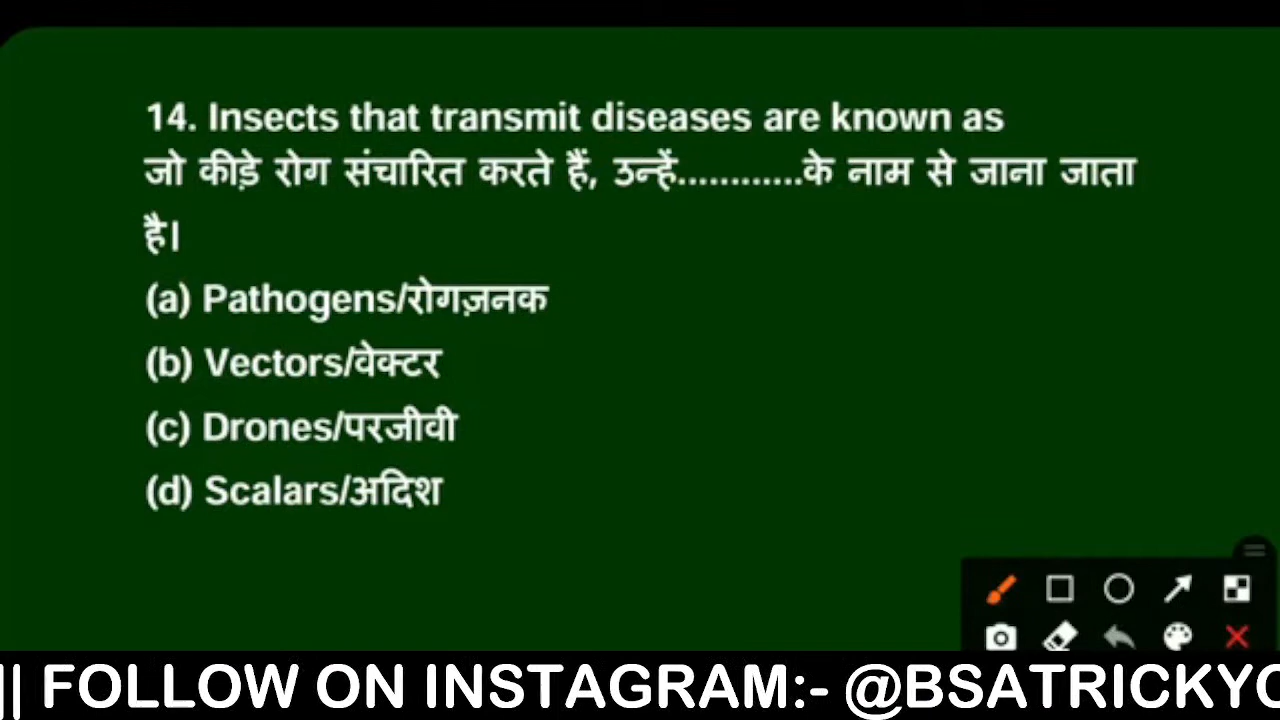 14. Insects that transmit diseases are known as
जो कीड़े रोग संचारित करते हैं, उन्हें............के नाम से जाना जाता
है।
(a) Pathogens/रोगज़नक
(b) Vectors/वेक्टर
(c) Drones/परजीवी
(d) Scalars/अदिश
|| FOLLOW ON INSTAGRAM:- @BSATRICKYC